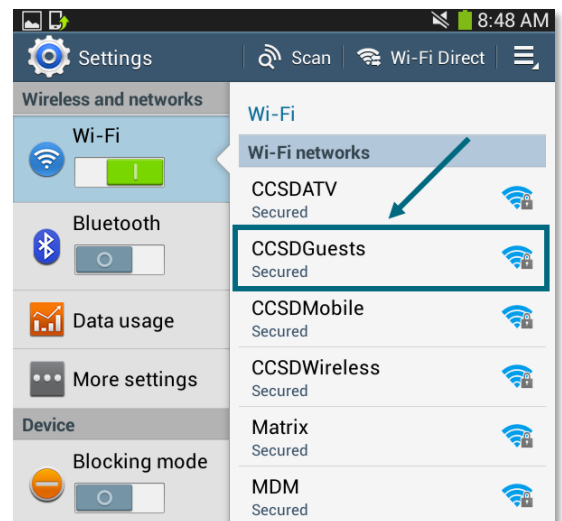 8:48 AM
Settings
Scan
Wi-Fi Direct
Wireless and networks
Wi-Fi
Bluetooth
Data usage
More settings
Device
Blocking mode
Wi-Fi
Wi-Fi networks
CCSDATV
Secured
CCSDGuests
Secured
CCSDMobile
Secured
CCSDWireless
Secured
Matrix
Secured
MDM
Secured